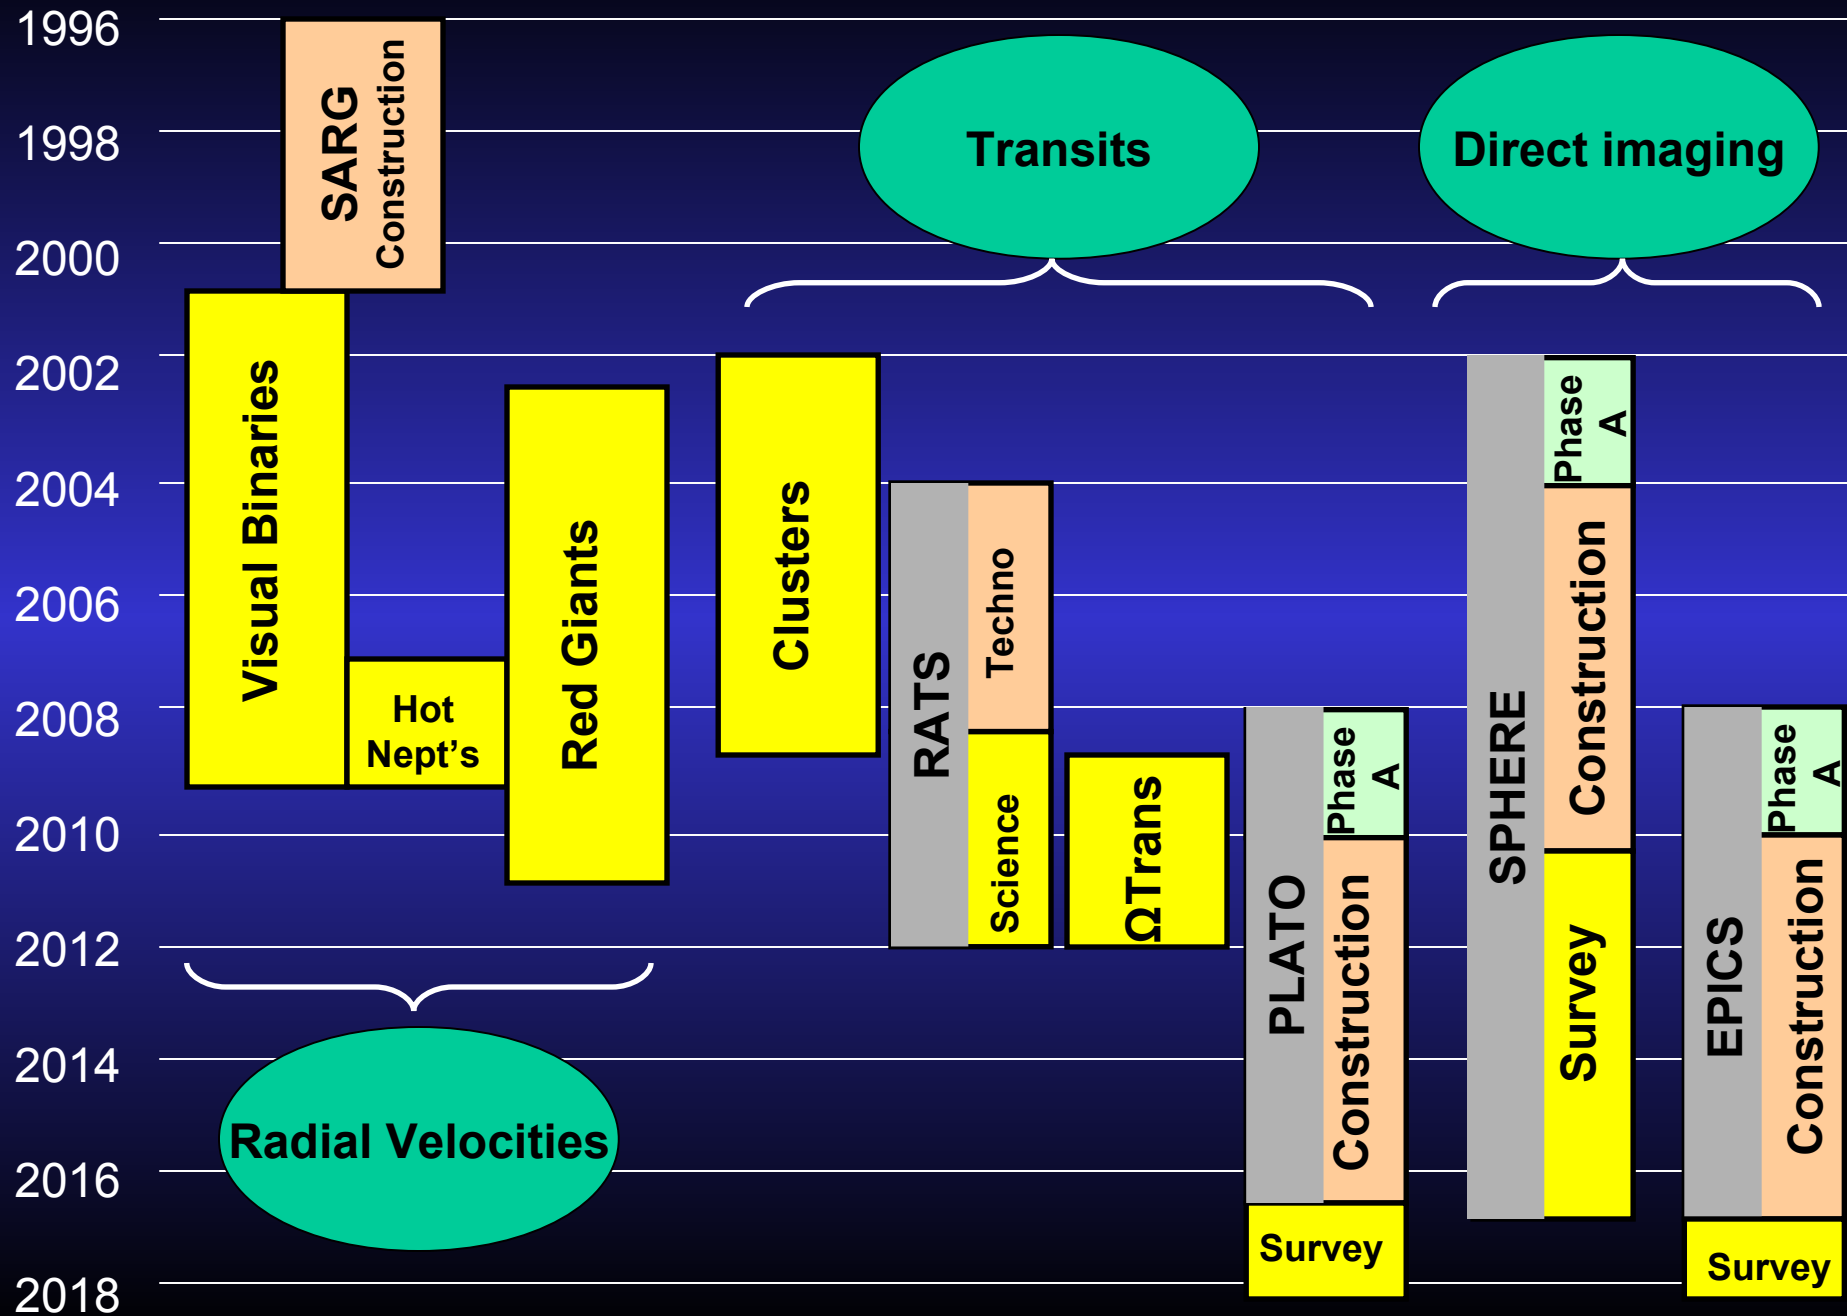 1996
1998
2000
2002
2004
2006
2008
2010
2012
2014
2016
2018
SARG
Construction
Visual Binaries
Hot
Nept's
Red Giants
Radial Velocities
Transits
Clusters
RATS
Techno
Science
ΩTrans
PLATO
Phase
A
Construction
Survey
Direct imaging
SPHERE
Phase
A
Construction
Survey
EPICS
Phase
A
Construction
Survey